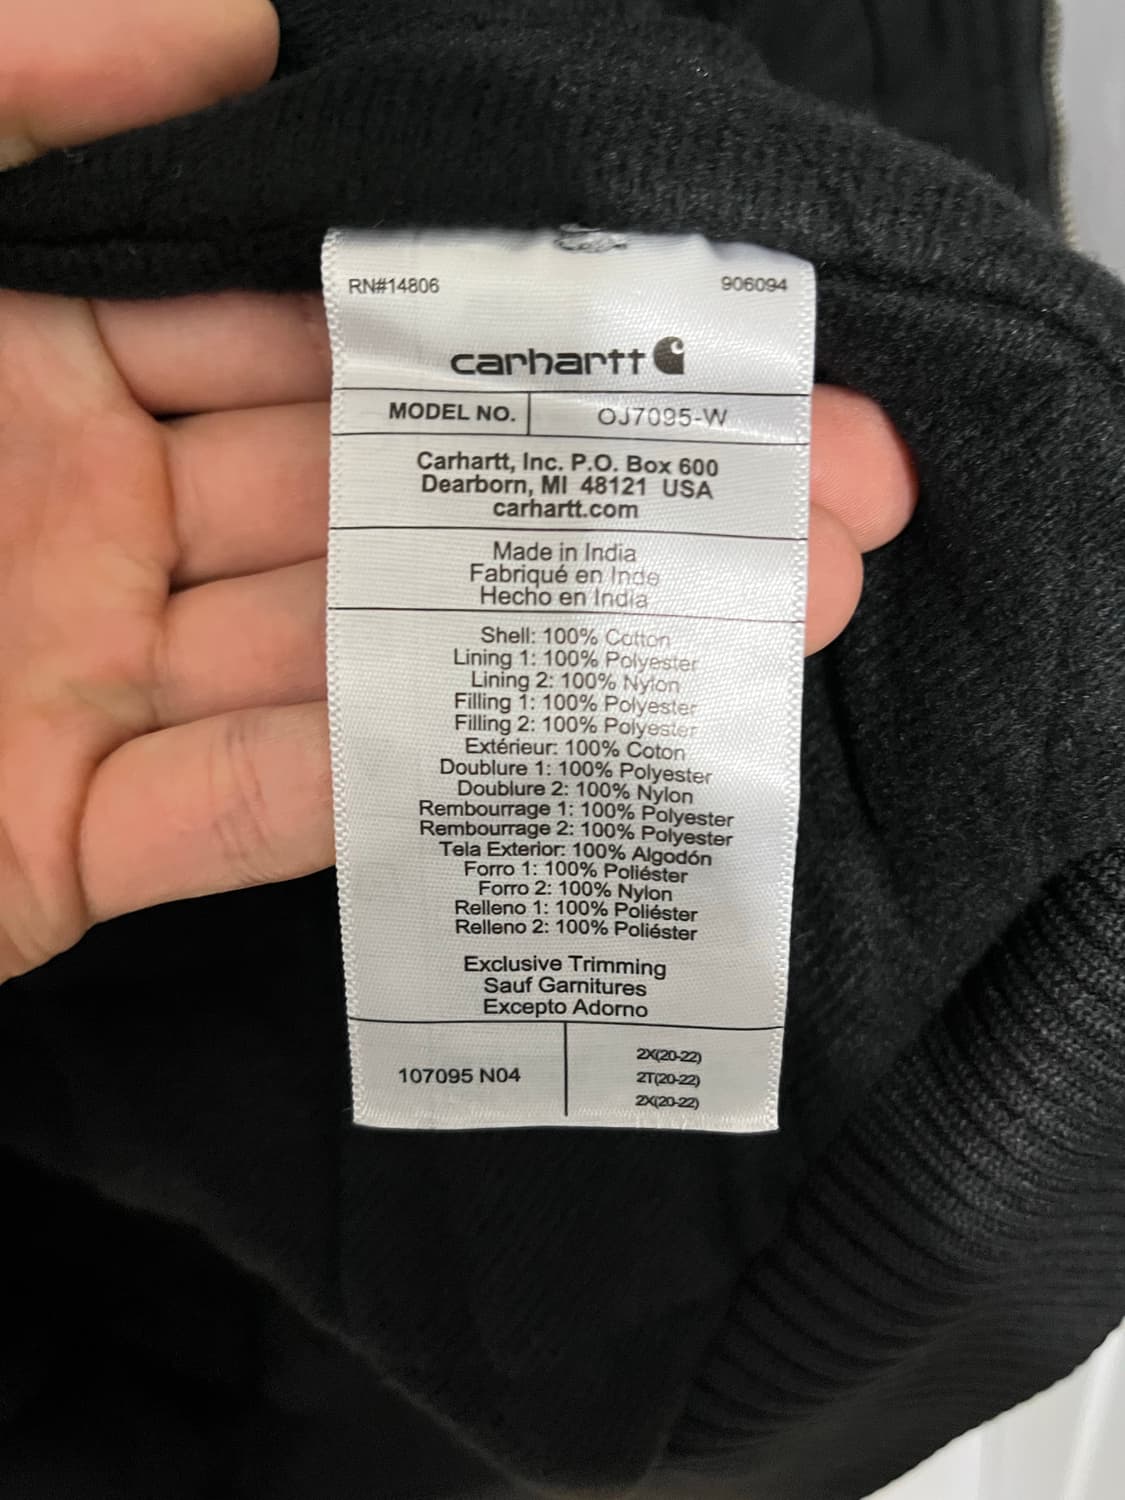 RN#14806 906094
carhartt
MODEL NO. OJ7095-W
Carhartt, Inc. P.O. Box 600
Dearborn, MI 48121 USA
carhartt.com
Made in India
Fabriqué en Inde
Hecho en India
Shell: 100% Cotton
Lining 1: 100% Polyester
Lining 2: 100% Nylon
Filling 1: 100% Polyester
Filling 2: 100% Polyester
Extérieur: 100% Coton
Doublure 1: 100% Polyester
Doublure 2: 100% Nylon
Rembourrage 1: 100% Polyester
Rembourrage 2: 100% Polyester
Tela Exterior: 100% Algodón
Forro 1: 100% Poliéster
Forro 2: 100% Nylon
Relleno 1: 100% Poliéster
Relleno 2: 100% Poliéster
Exclusive Trimming
Sauf Garnitures
Excepto Adorno
107095 N04
2X(20-22)
2T(20-22)
2X(20-22)